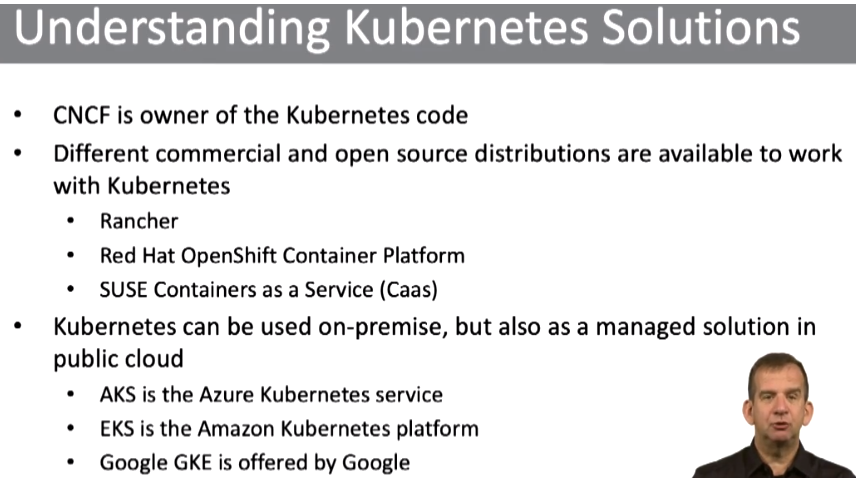 Understanding Kubernetes Solutions
• CNCF is owner of the Kubernetes code
• Different commercial and open source distributions are available to work
with Kubernetes
• Rancher
• Red Hat OpenShift Container Platform
• SUSE Containers as a Service (Caas)
• Kubernetes can be used on-premise, but also as a managed solution in
public cloud
• AKS is the Azure Kubernetes service
• EKS is the Amazon Kubernetes platform
• Google GKE is offered by Google